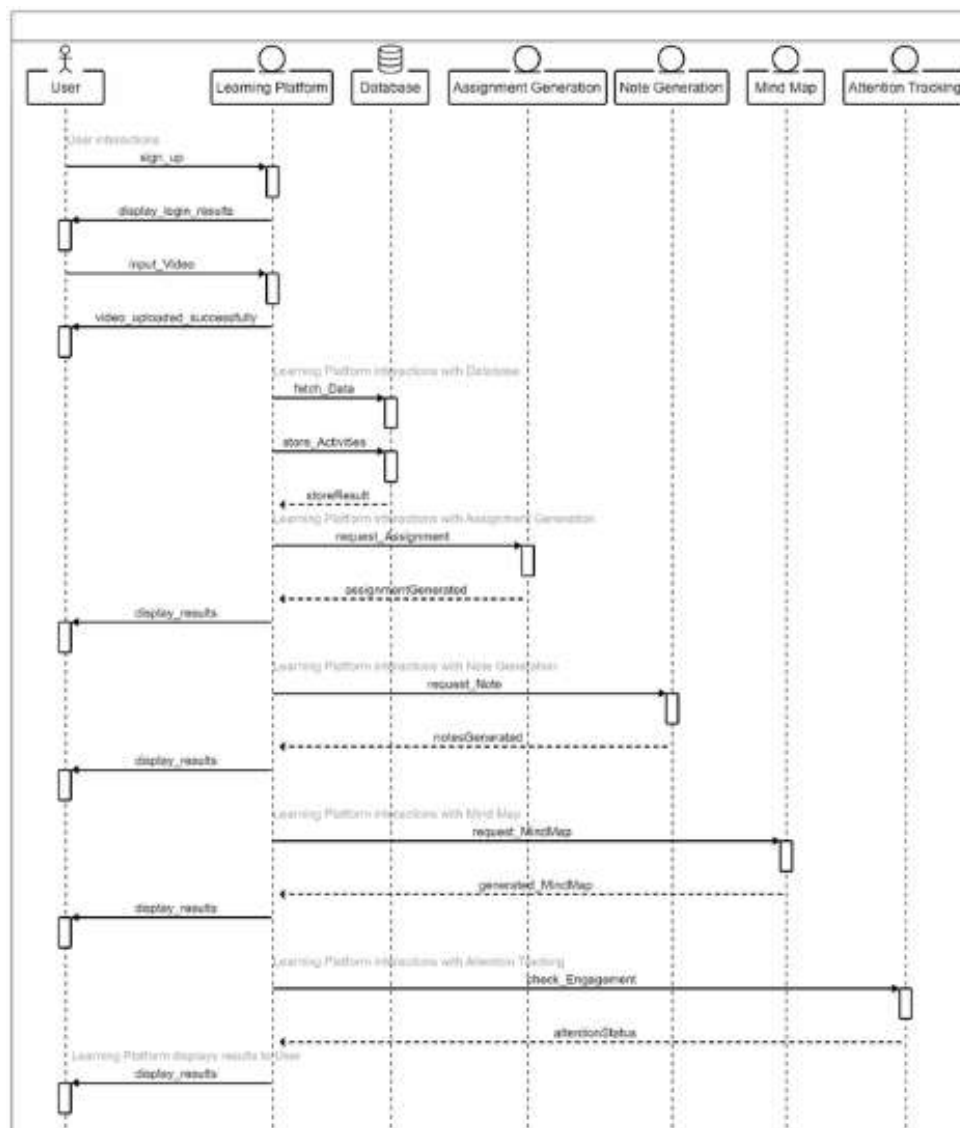 User
Learning Platform
Database
Assignment Generation
Note Generation
Mind Map
Attention Tracking
User interactions
sign_up
display_login_results
input_Video
video_uploaded_successfully
Learning Platform interactions with Database
fetch_Data
store_Activities
storeResult
Learning Platform interactions with Assignment Generation
request_Assignment
assignmentGenerated
display_results
Learning Platform interactions with Note Generation
request_Note
notesGenerated
display_results
Learning Platform interactions with Mind Map
request_MindMap
generated_MindMap
display_results
Learning Platform interactions with Attention Tracking
check_Engagement
attentionStatus
Learning Platform displays results to User
display_results